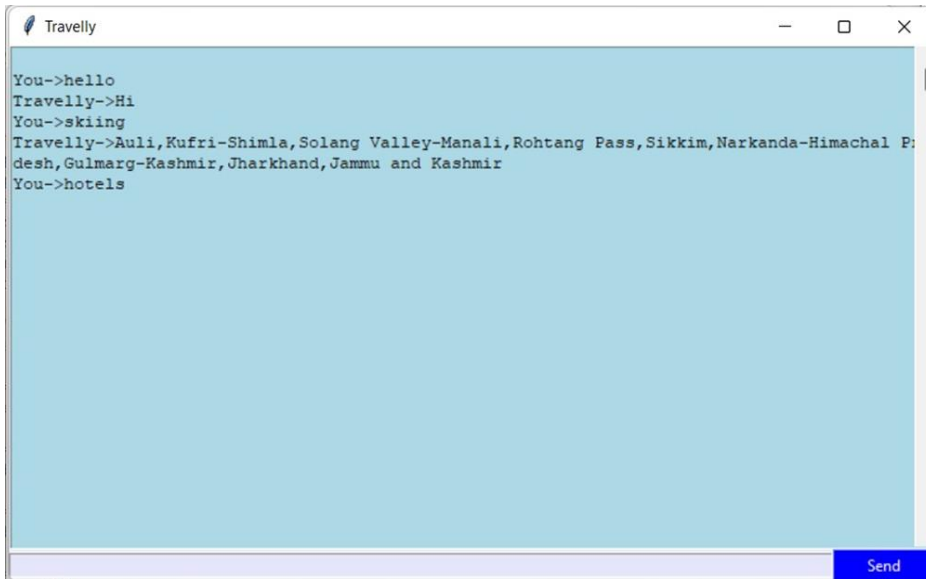 Travelly
You->hello
Travelly->Hi
You->skiing
Travelly->Auli,Kufri-Shimla,Solang Valley-Manali,Rohtang Pass,Sikkim,Narkanda-Himachal
desh,Gulmarg-Kashmir,Jharkhand,Jammu and Kashmir
You->hotels
Send